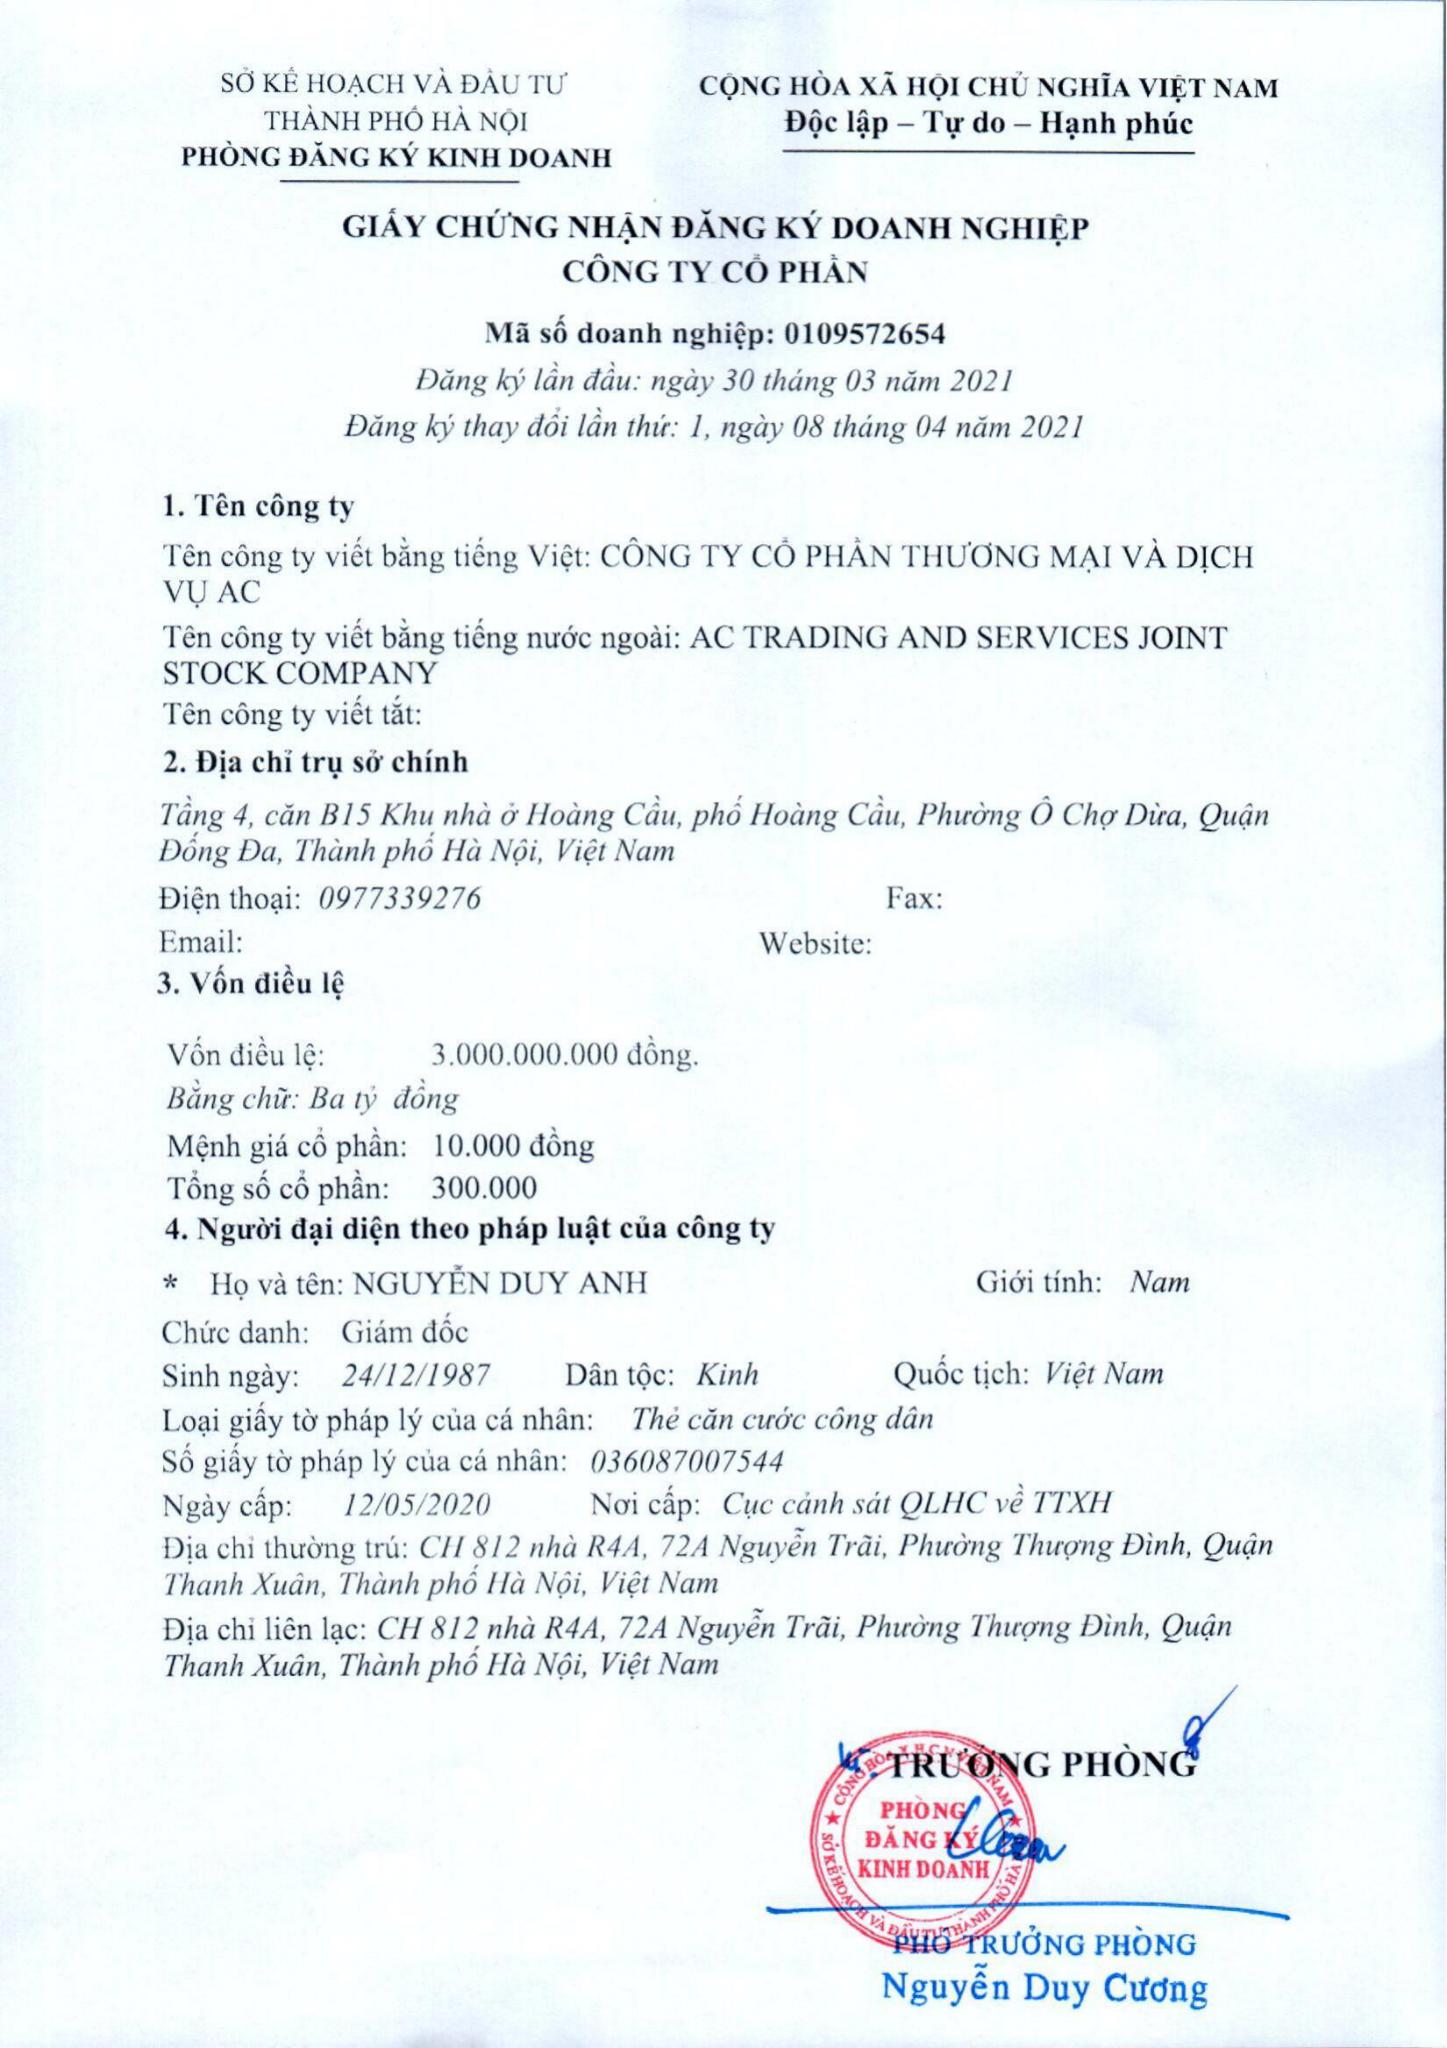 SỞ KẾ HOẠCH VÀ ĐẦU TƯ
THÀNH PHỐ HÀ NỘI
PHÒNG ĐĂNG KÝ KINH DOANH
CỘNG HÒA XÃ HỘI CHỦ NGHĨA VIỆT NAM
Độc lập – Tự do – Hạnh phúc
GIẤY CHỨNG NHẬN ĐĂNG KÝ DOANH NGHIỆP
CÔNG TY CỔ PHẦN
Mã số doanh nghiệp: 0109572654
Đăng ký lần đầu: ngày 30 tháng 03 năm 2021
Đăng ký thay đổi lần thứ: 1, ngày 08 tháng 04 năm 2021
1. Tên công ty
Tên công ty viết bằng tiếng Việt: CÔNG TY CỔ PHẦN THƯƠNG MẠI VÀ DỊCH
VỤ AC
Tên công ty viết bằng tiếng nước ngoài: AC TRADING AND SERVICES JOINT
STOCK COMPANY
Tên công ty viết tắt:
2. Địa chỉ trụ sở chính
Tầng 4, căn B15 Khu nhà ở Hoàng Cầu, phố Hoàng Cầu, Phường Ô Chợ Dừa, Quận
Đống Đa, Thành phố Hà Nội, Việt Nam
Điện thoại: 0977339276 Fax:
Email: Website:
3. Vốn điều lệ
Vốn điều lệ: 3.000.000.000 đồng.
Bằng chữ: Ba tỷ đồng
Mệnh giá cổ phần: 10.000 đồng
Tổng số cổ phần: 300.000
4. Người đại diện theo pháp luật của công ty
* Họ và tên: NGUYỄN DUY ANH Giới tính: Nam
Chức danh: Giám đốc
Sinh ngày: 24/12/1987 Dân tộc: Kinh Quốc tịch: Việt Nam
Loại giấy tờ pháp lý của cá nhân: Thẻ căn cước công dân
Số giấy tờ pháp lý của cá nhân: 036087007544
Ngày cấp: 12/05/2020 Nơi cấp: Cục cảnh sát QLHC về TTXH
Địa chỉ thường trú: CH 812 nhà R4A, 72A Nguyễn Trãi, Phường Thượng Đình, Quận
Thanh Xuân, Thành phố Hà Nội, Việt Nam
Địa chỉ liên lạc: CH 812 nhà R4A, 72A Nguyễn Trãi, Phường Thượng Đình, Quận
Thanh Xuân, Thành phố Hà Nội, Việt Nam
TRƯỞNG PHÒNG
CỘNG HÒA X.H.C.N VIỆT NAM
PHÒNG
ĐĂNG KÝ
KINH DOANH
SỞ KẾ HOẠCH VÀ ĐẦU TƯ THÀNH PHỐ HÀ
PHÓ TRƯỞNG PHÒNG
Nguyễn Duy Cương